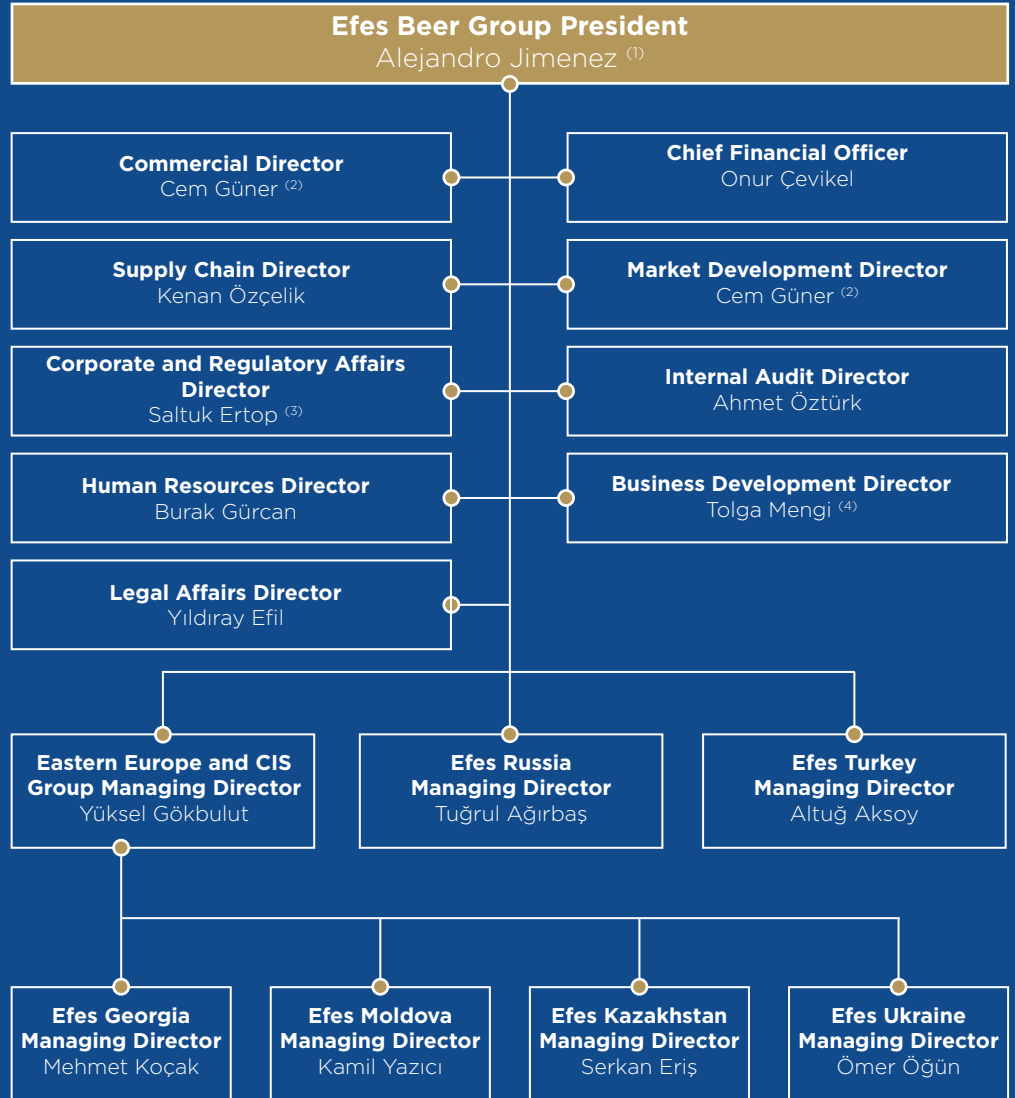 Efes Beer Group President
Alejandro Jimenez (1)
Commercial Director
Cem Güner (2)
Chief Financial Officer
Onur Çevikel
Supply Chain Director
Kenan Özçelik
Market Development Director
Cem Güner (2)
Corporate and Regulatory Affairs
Director
Saltuk Ertop (3)
Internal Audit Director
Ahmet Öztürk
Human Resources Director
Burak Gürcan
Business Development Director
Tolga Mengi (4)
Legal Affairs Director
Yıldıray Efil
Eastern Europe and CIS
Group Managing Director
Yüksel Gökbulut
Efes Russia
Managing Director
Tuğrul Ağırbaş
Efes Turkey
Managing Director
Altuğ Aksoy
Efes Georgia
Managing Director
Mehmet Koçak
Efes Moldova
Managing Director
Kamil Yazıcı
Efes Kazakhstan
Managing Director
Serkan Eriş
Efes Ukraine
Managing Director
Ömer Öğün